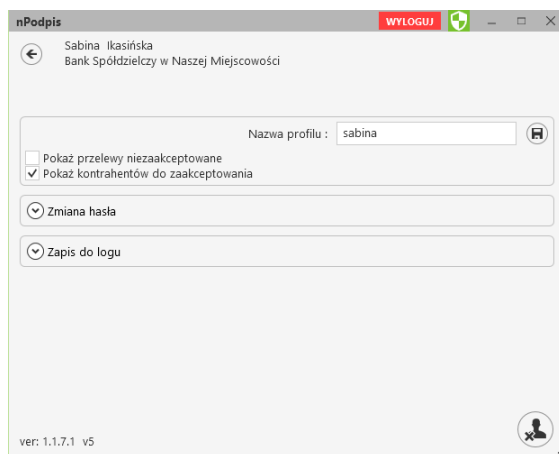 nPodpis WYLOGUJ
Sabina Ikasińska
Bank Spółdzielczy w Naszej Miejscowości
Nazwa profilu : sabina
Pokaż przelewy niezaakceptowane
Pokaż kontrahentów do zaakceptowania
Zmiana hasła
Zapis do logu
ver: 1.1.7.1 v5